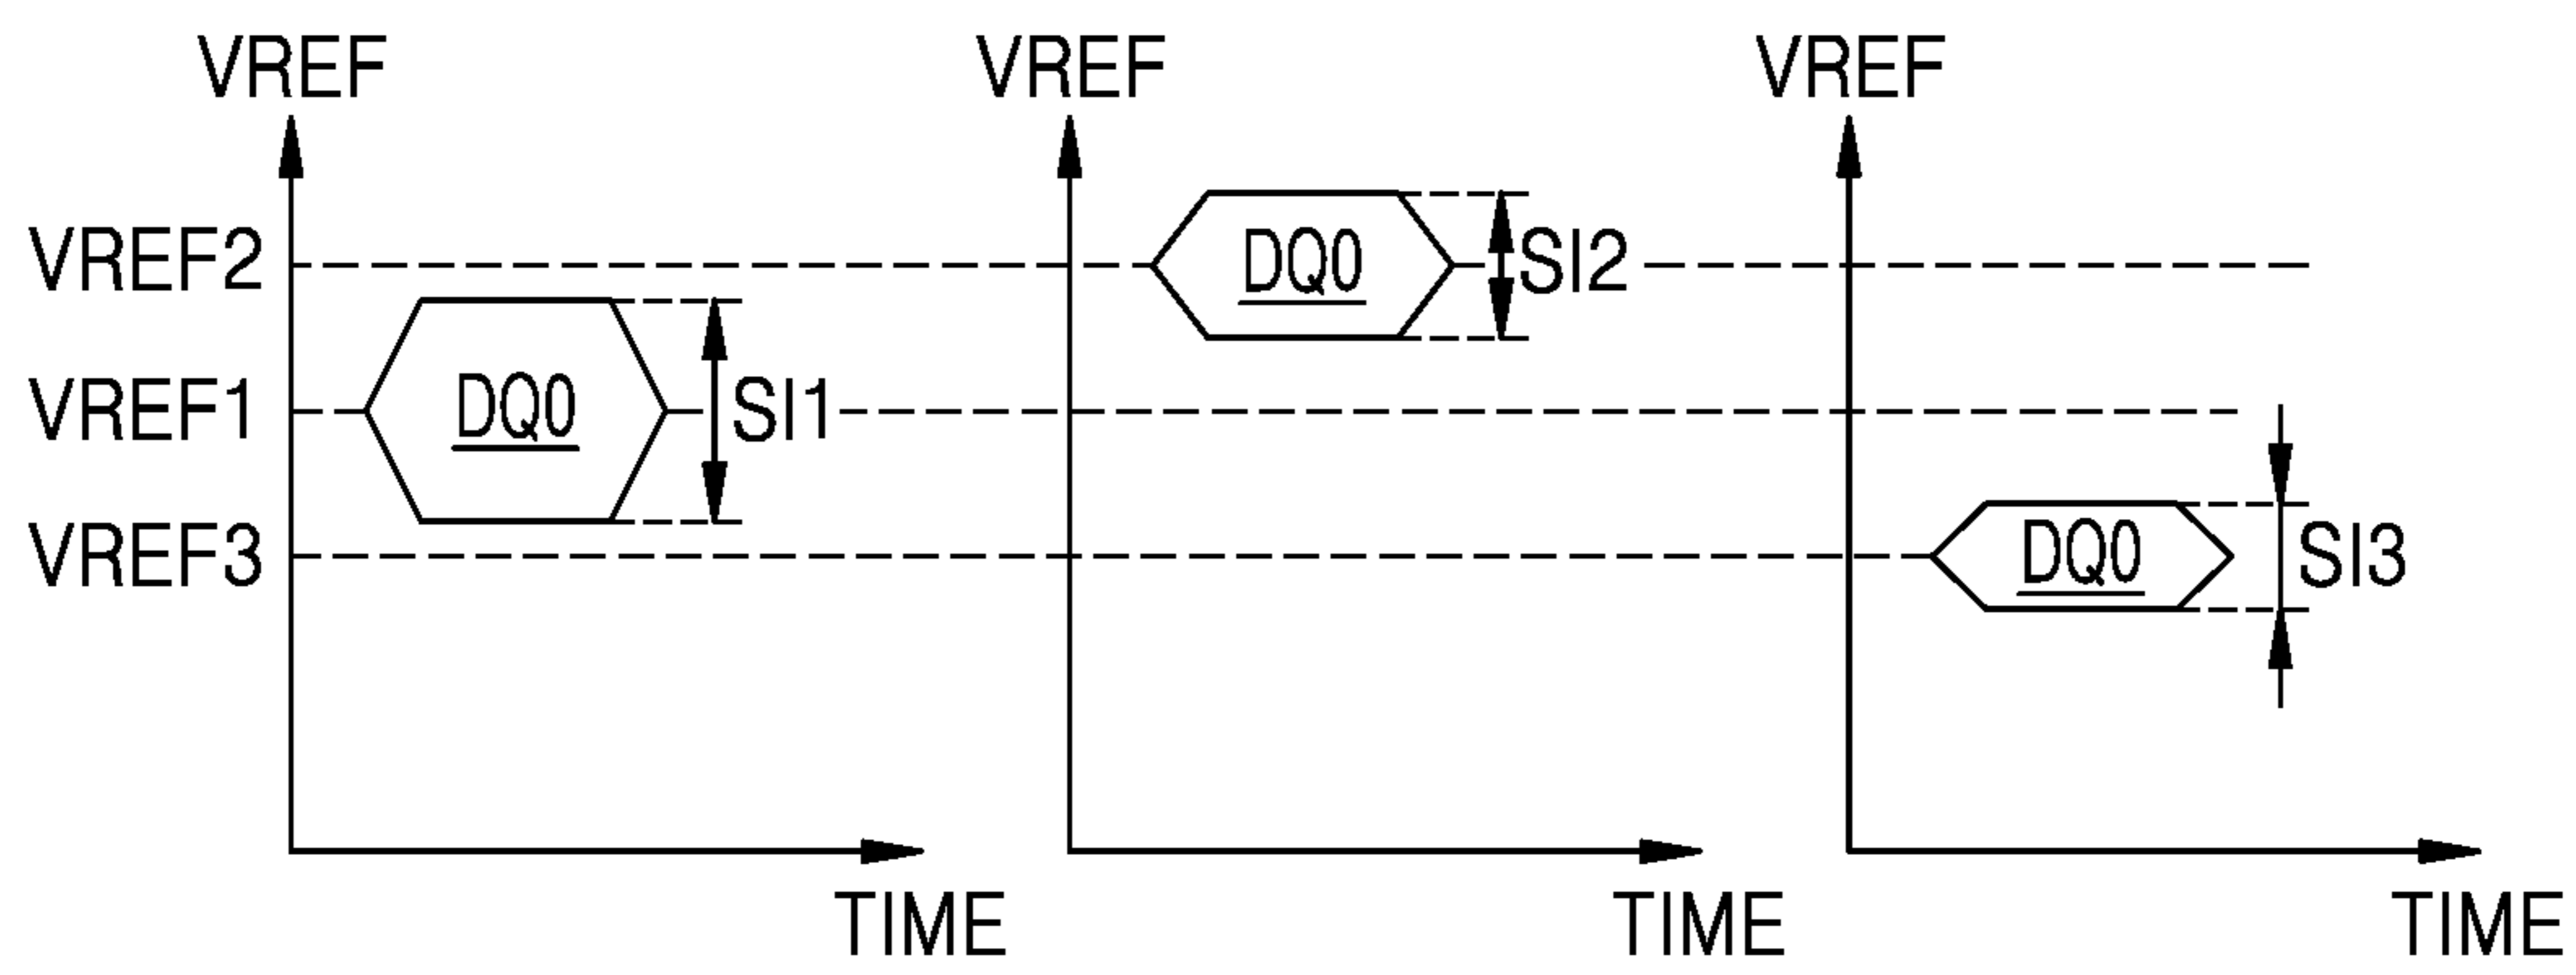 VREF VREF VREF
VREF2 DQ0 SI2
VREF1 DQ0 SI1
VREF3 DQ0 SI3
TIME TIME TIME